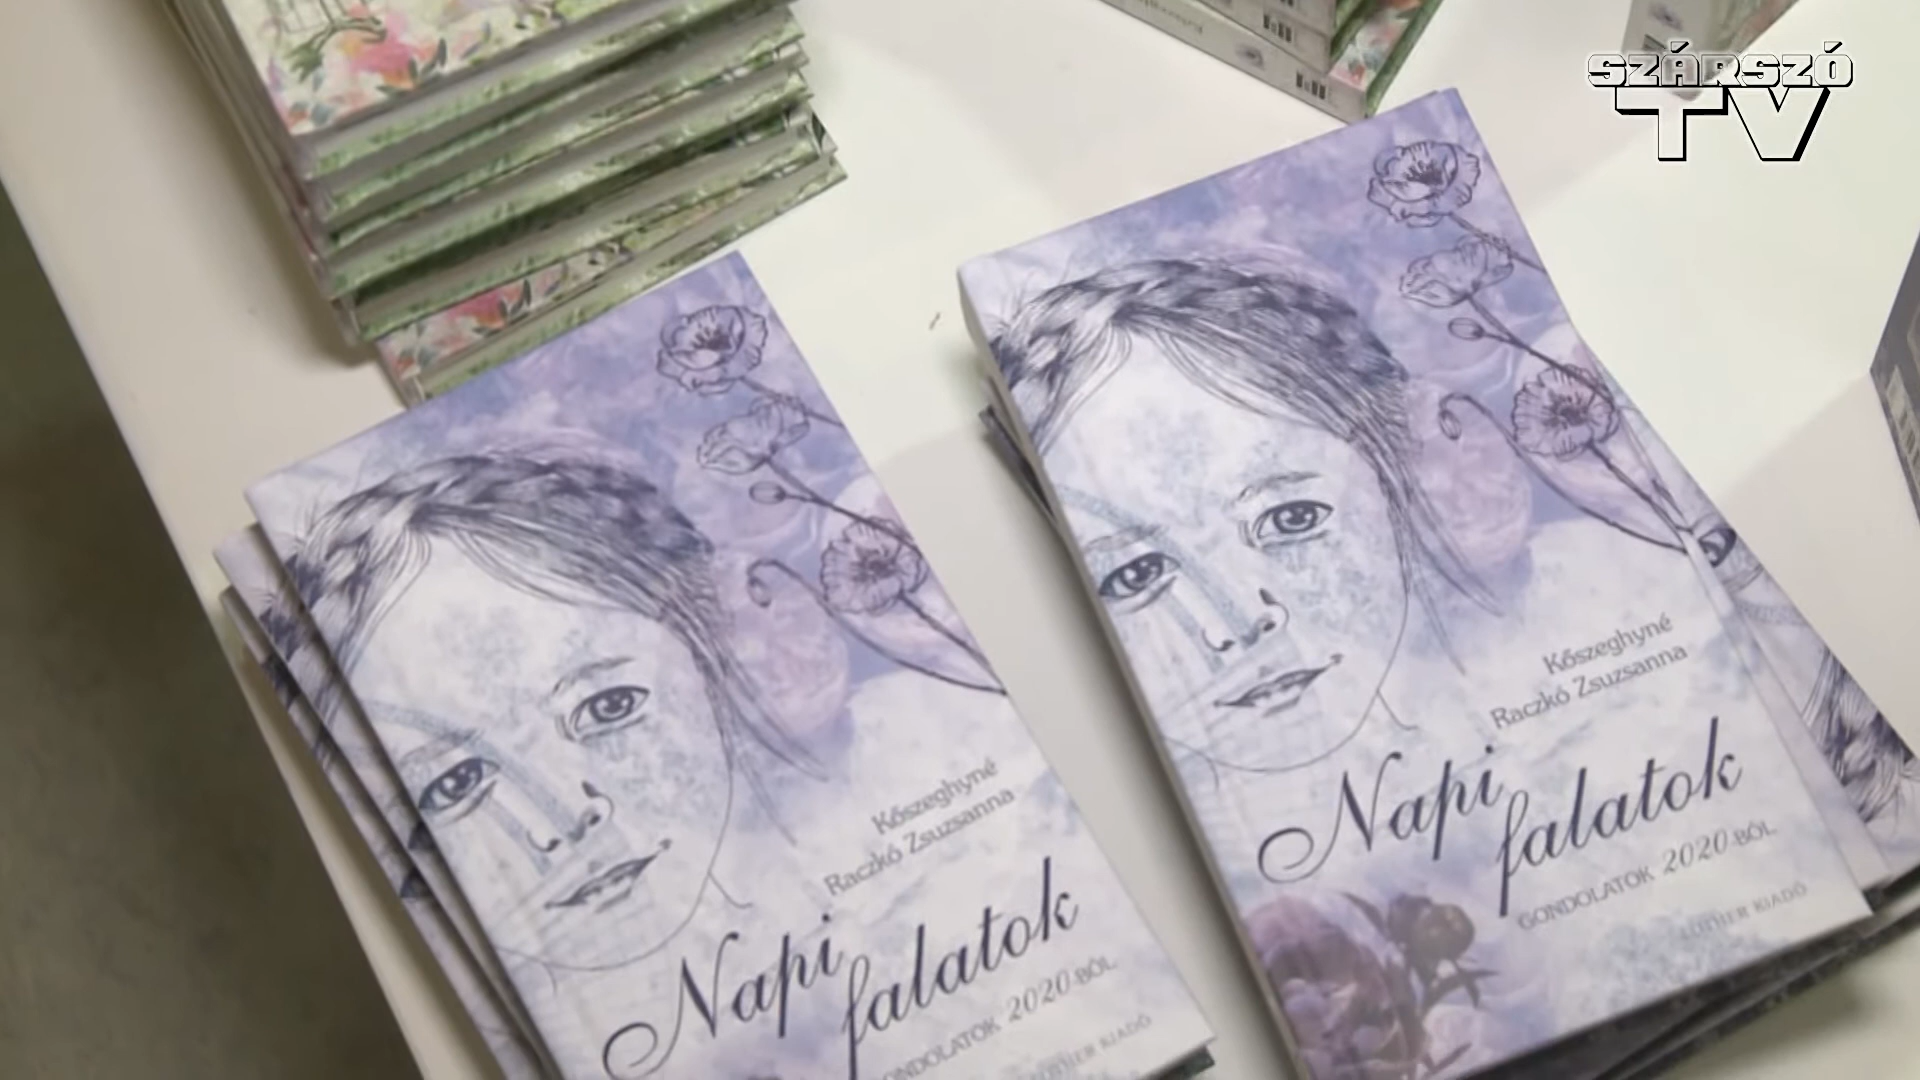 SZÁRSZÓ
TV
Kőszeghyné
Raczkó Zsuzsanna
Napi
falatok
GONDOLATOK 2020-BÓL
LUTHER KIADÓ
Kőszeghyné
Raczkó Zsuzsanna
Napi
falatok
GONDOLATOK 2020-BÓL
LUTHER KIADÓ